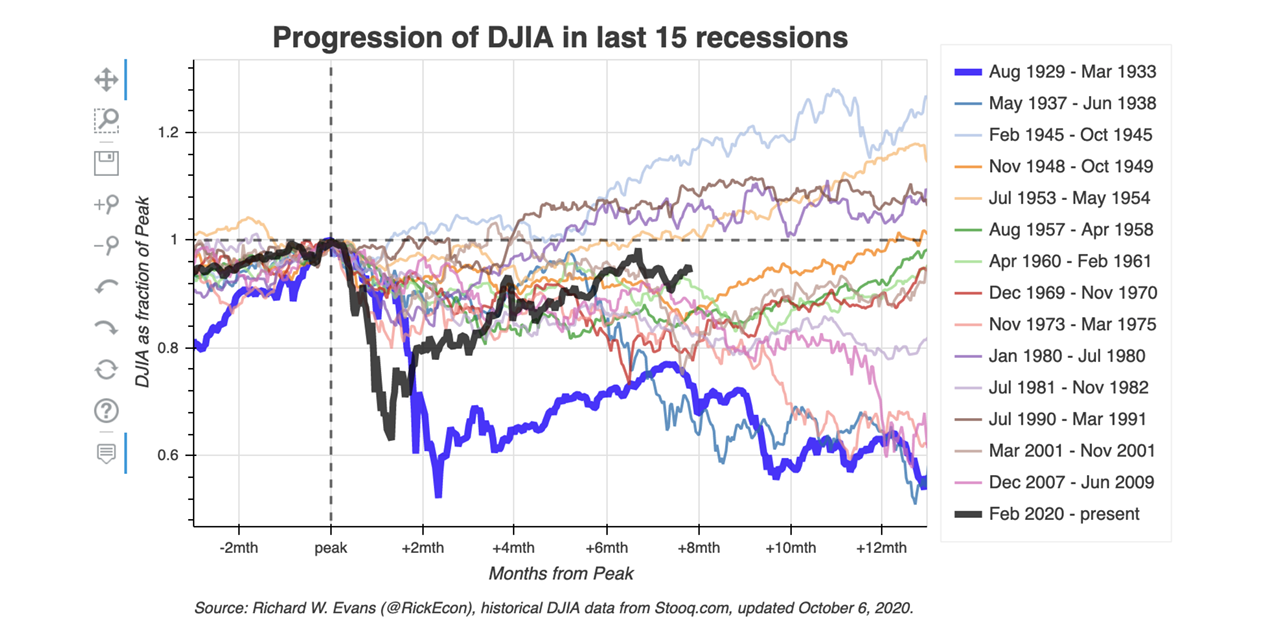 Progression of DJIA in last 15 recessions
DJIA as fraction of Peak
1.2
1
0.8
0.6
-2mth
peak
+2mth
+4mth
+6mth
+8mth
+10mth
+12mth
Months from Peak
Aug 1929 - Mar 1933
May 1937 - Jun 1938
Feb 1945 - Oct 1945
Nov 1948 - Oct 1949
Jul 1953 - May 1954
Aug 1957 - Apr 1958
Apr 1960 - Feb 1961
Dec 1969 - Nov 1970
Nov 1973 - Mar 1975
Jan 1980 - Jul 1980
Jul 1981 - Nov 1982
Jul 1990 - Mar 1991
Mar 2001 - Nov 2001
Dec 2007 - Jun 2009
Feb 2020 - present
Source: Richard W. Evans (@RickEcon), historical DJIA data from Stooq.com, updated October 6, 2020.